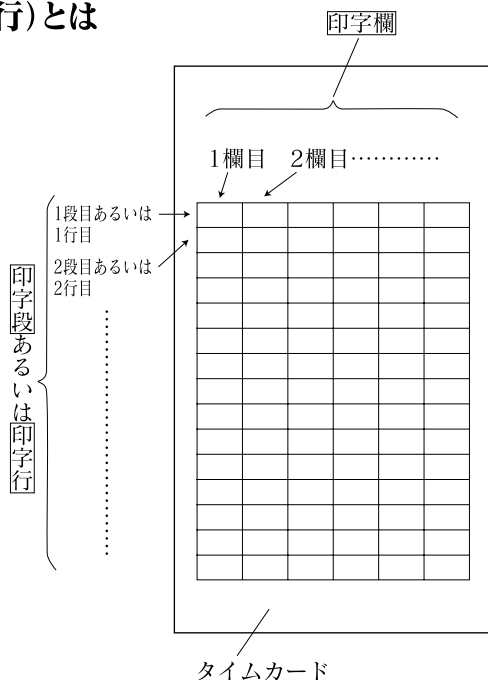 行)とは
印字欄
1欄目 2欄目…………
1段目あるいは
1行目
2段目あるいは
2行目
印字段あるいは印字行
タイムカード